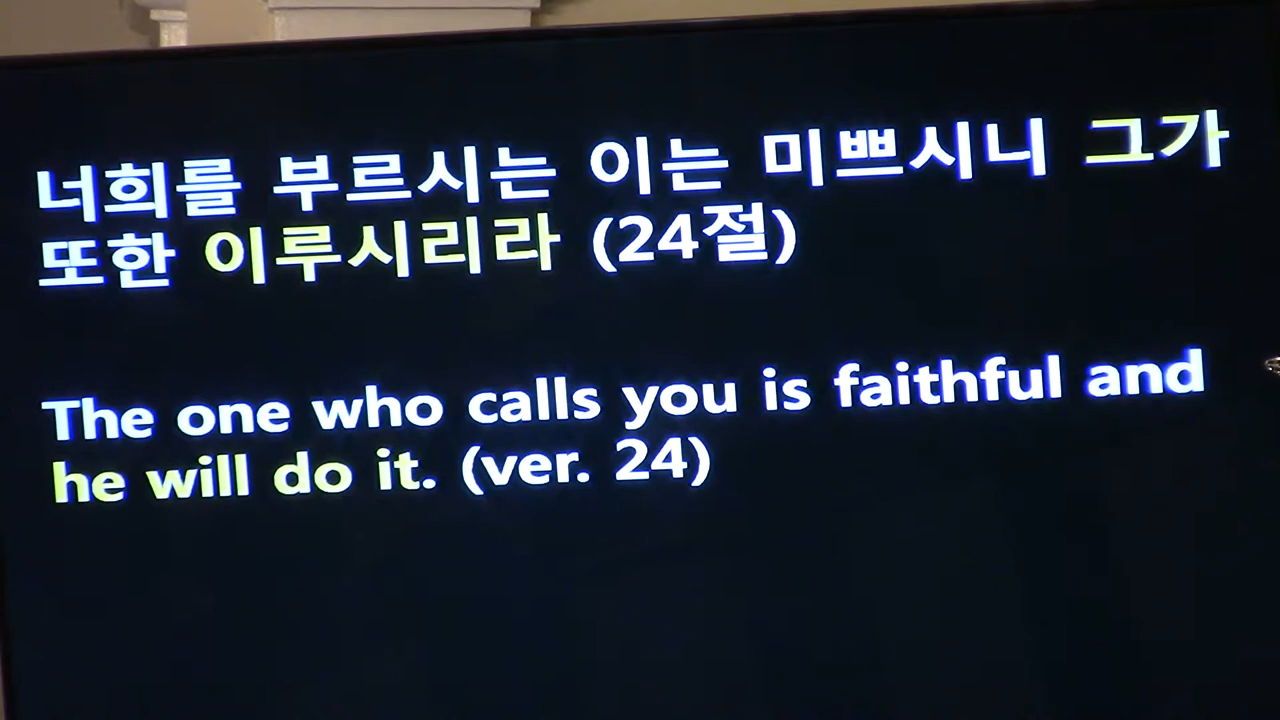 너희를 부르시는 이는 미쁘시니 그가
또한 이루시리라 (24절)
The one who calls you is faithful and
he will do it. (ver. 24)